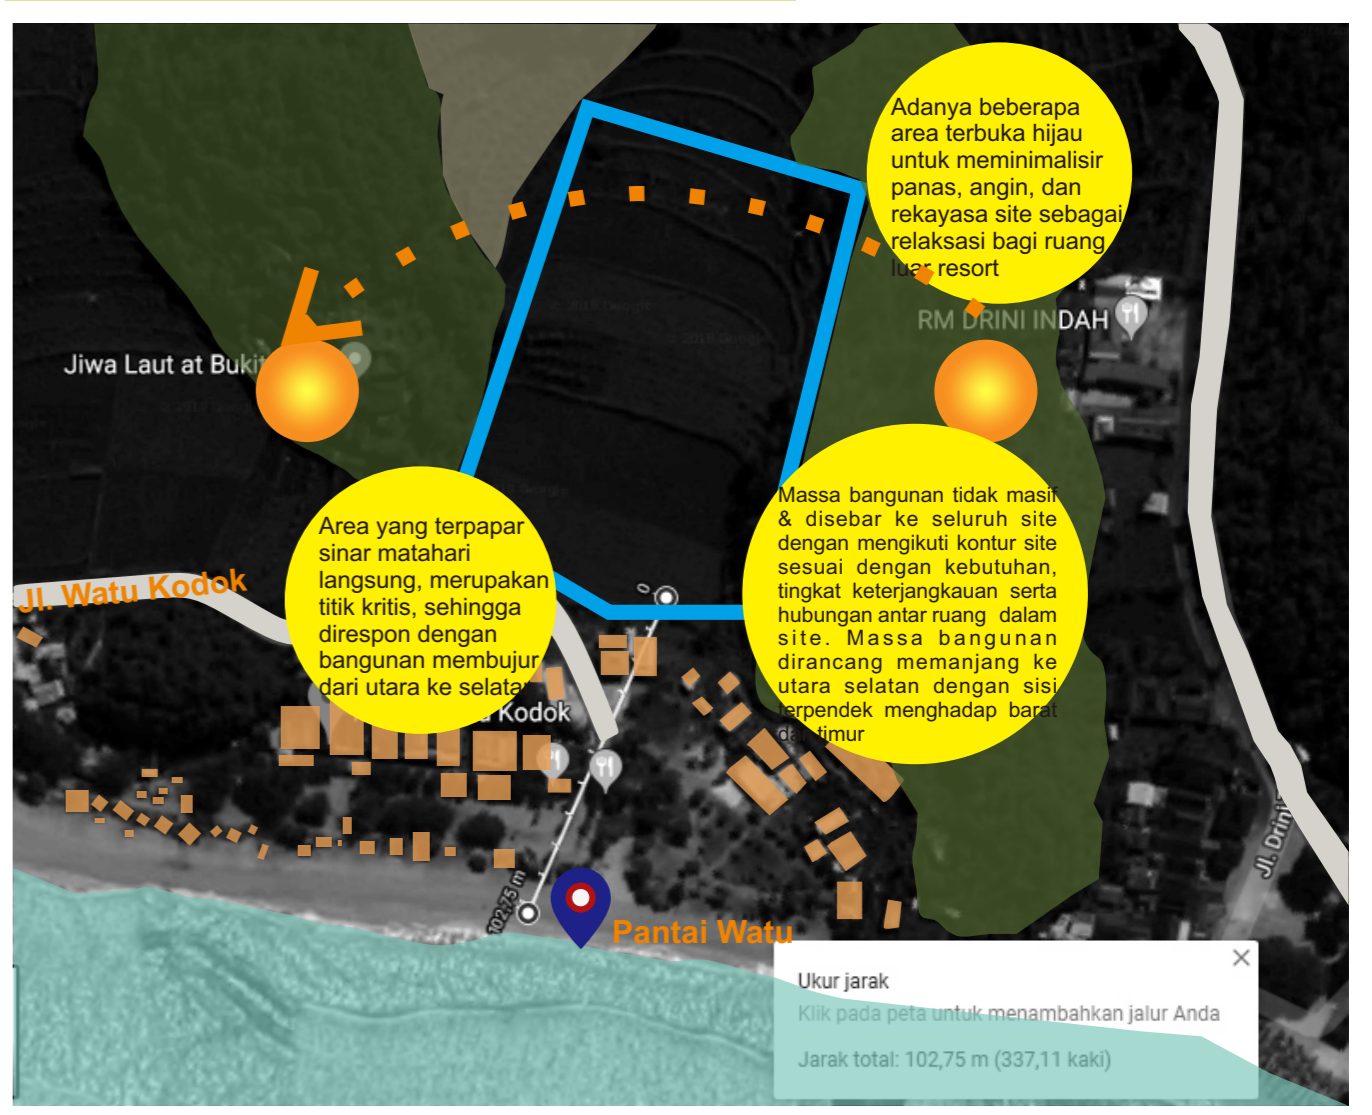 Adanya beberapa
area terbuka hijau
untuk meminimalisir
panas, angin, dan
rekayasa site sebagai
relaksasi bagi ruang
luar resort
RM DRINI INDAH
Jiwa Laut at Bukit
Massa bangunan tidak masif
& disebar ke seluruh site
dengan mengikuti kontur site
sesuai dengan kebutuhan,
tingkat keterjangkauan serta
hubungan antar ruang dalam
site. Massa bangunan
dirancang memanjang ke
utara selatan dengan sisi
terpendek menghadap barat
dan timur
Area yang terpapar
sinar matahari
langsung, merupakan
titik kritis, sehingga
direspon dengan
bangunan membujur
dari utara ke selatan
Jl. Watu Kodok
0
Kodok
102,75 m
Jl. Drini
Pantai Watu
Ukur jarak
Klik pada peta untuk menambahkan jalur Anda
Jarak total: 102,75 m (337,11 kaki)